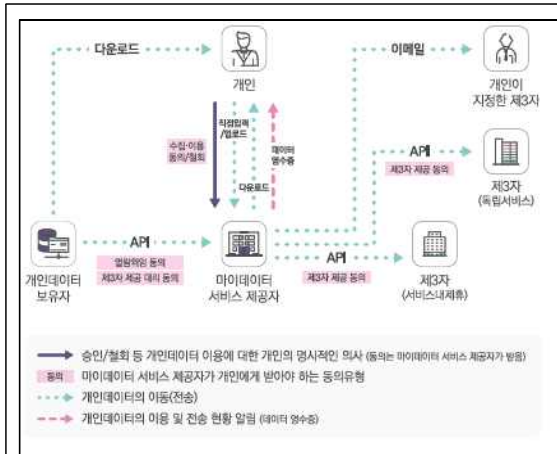 다운로드
이메일
개인
개인이
지정한 제3자
수집·이용
동의/철회
직접입력
/업로드
데이터
영수증
다운로드
API
제3자 제공 동의
제3자
(독립서비스)
API
열람위임 동의
제3자 제공 대리 동의
API
제3자 제공 동의
개인데이터
보유자
마이데이터
서비스 제공자
제3자
(서비스내제휴)
승인/철회 등 개인데이터 이용에 대한 개인의 명시적인 의사 (동의는 마이데이터 서비스 제공자가 받음)
동의 마이데이터 서비스 제공자가 개인에게 받아야 하는 동의유형
개인데이터의 이동(전송)
개인데이터의 이용 및 전송 현황 알림 (데이터 영수증)